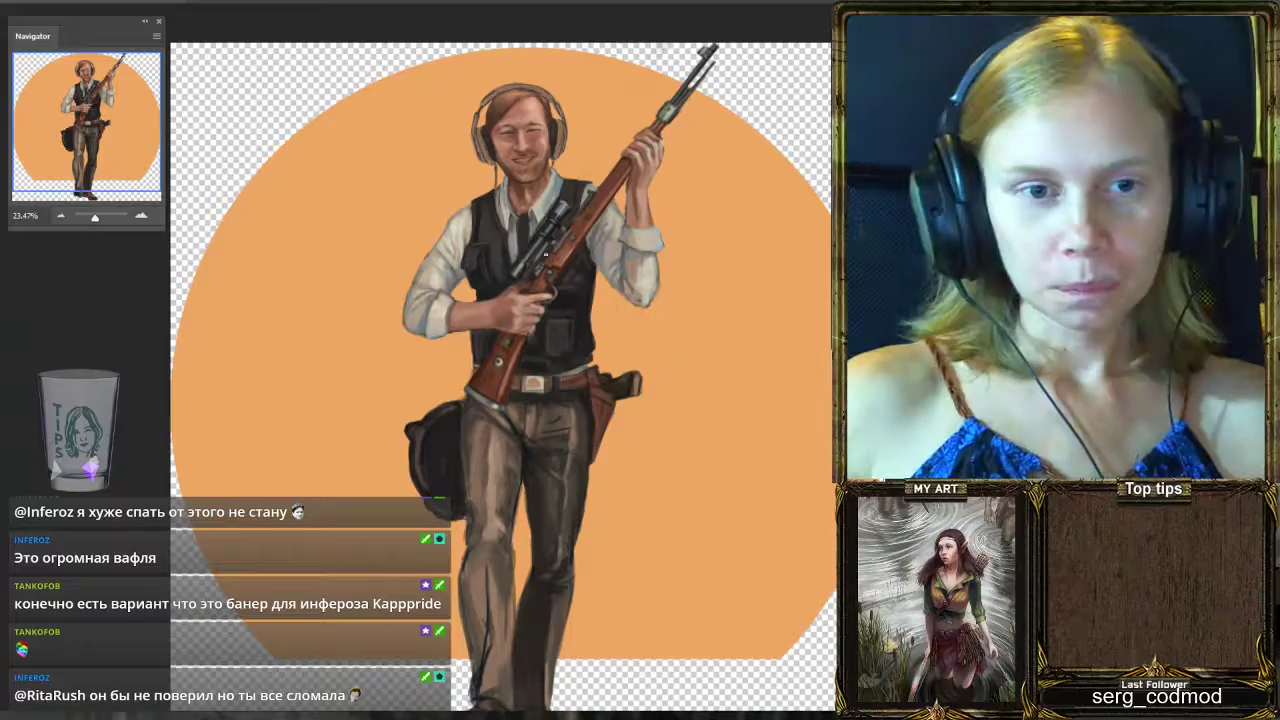 Navigator
23.47%
TIPS
@Inferoz я хуже спать от этого не стану
INFEROZ
Это огромная вафля
TANKOFOB
конечно есть вариант что это банер для инфероза Kapppride
TANKOFOB
INFEROZ
@RitaRush он бы не поверил но ты все сломала
MY ART
Top tips
Last Follower
serg_codmod